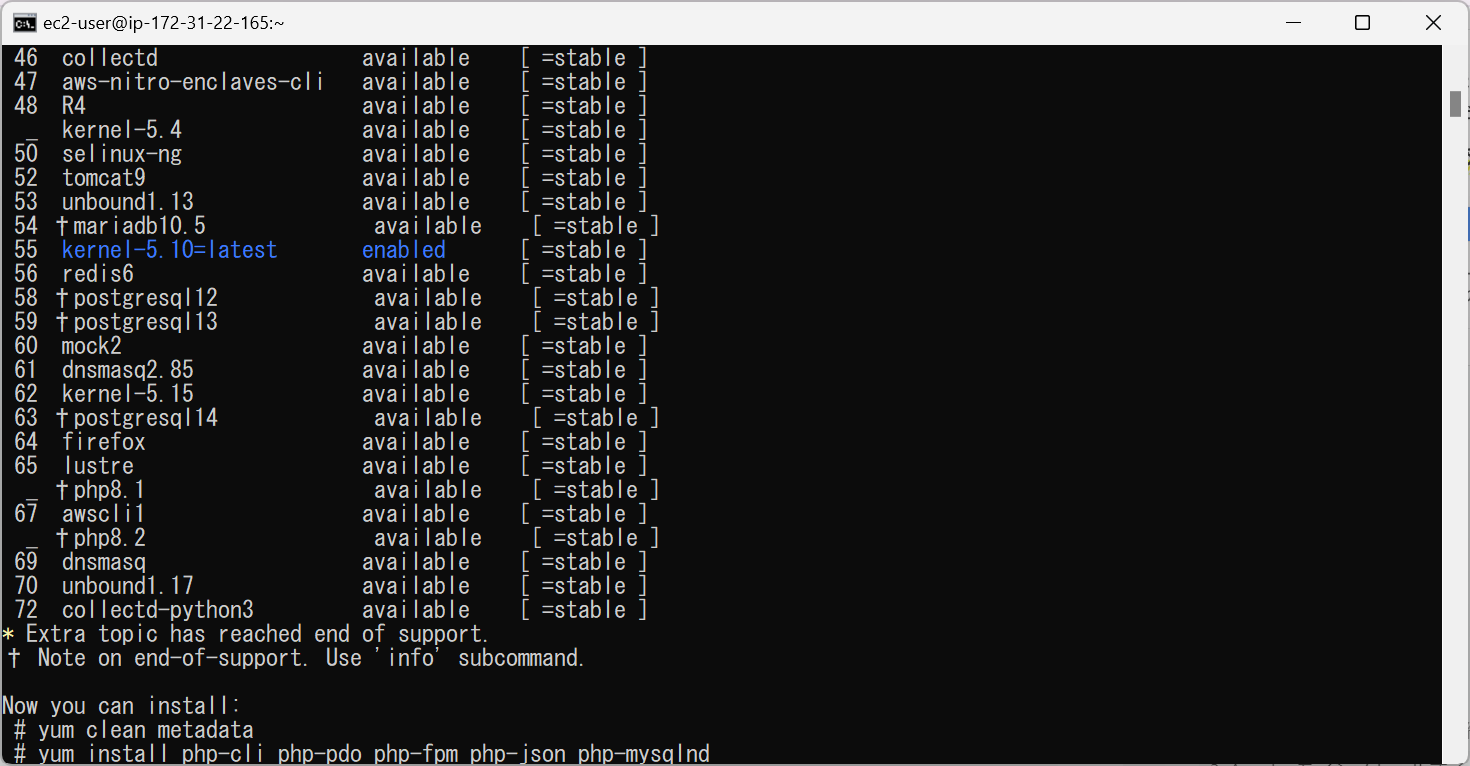 ec2-user@ip-172-31-22-165:~
46 collectd available [ =stable ]
47 aws-nitro-enclaves-cli available [ =stable ]
48 R4 available [ =stable ]
_ kernel-5.4 available [ =stable ]
50 selinux-ng available [ =stable ]
52 tomcat9 available [ =stable ]
53 unbound1.13 available [ =stable ]
54 †mariadb10.5 available [ =stable ]
55 kernel-5.10=latest enabled [ =stable ]
56 redis6 available [ =stable ]
58 †postgresql12 available [ =stable ]
59 †postgresql13 available [ =stable ]
60 mock2 available [ =stable ]
61 dnsmasq2.85 available [ =stable ]
62 kernel-5.15 available [ =stable ]
63 †postgresql14 available [ =stable ]
64 firefox available [ =stable ]
65 lustre available [ =stable ]
_ †php8.1 available [ =stable ]
67 awscli1 available [ =stable ]
_ †php8.2 available [ =stable ]
69 dnsmasq available [ =stable ]
70 unbound1.17 available [ =stable ]
72 collectd-python3 available [ =stable ]
* Extra topic has reached end of support.
† Note on end-of-support. Use 'info' subcommand.
Now you can install:
# yum clean metadata
# yum install php-cli php-pdo php-fpm php-json php-mysqlnd